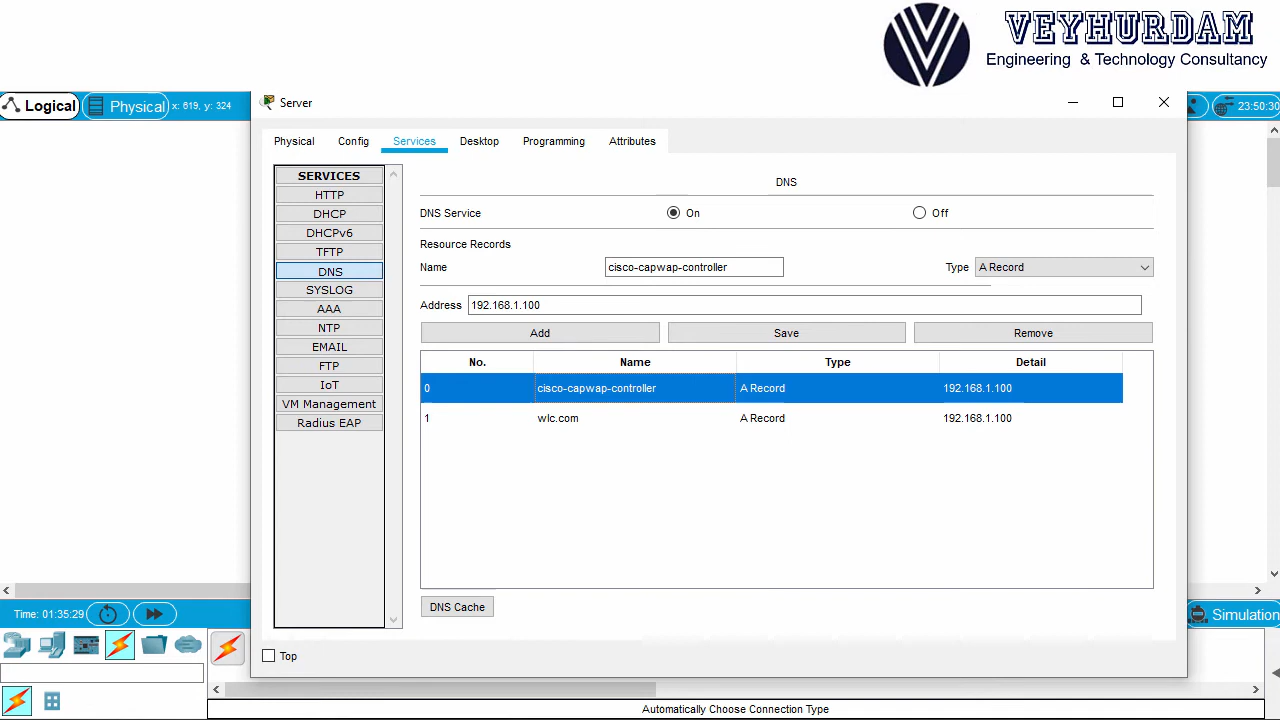 VEYHURDAM
Engineering & Technology Consultancy
Logical
Physical
x: 619, y: 324
Server
23:50:30
Physical
Config
Services
Desktop
Programming
Attributes
SERVICES
HTTP
DHCP
DHCPv6
TFTP
DNS
SYSLOG
AAA
NTP
EMAIL
FTP
IoT
VM Management
Radius EAP
DNS
DNS Service
On
Off
Resource Records
Name
cisco-capwap-controller
Type
A Record
Address
192.168.1.100
Add
Save
Remove
No. Name Type Detail
0 cisco-capwap-controller A Record 192.168.1.100
1 wlc.com A Record 192.168.1.100
DNS Cache
Top
Time: 01:35:29
Simulation
Automatically Choose Connection Type